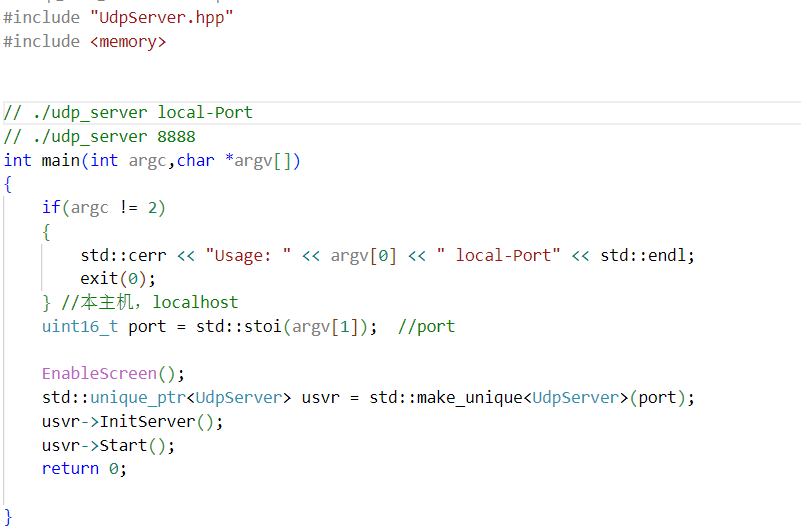 #include "UdpServer.hpp"
#include <memory>
// ./udp_server local-Port
// ./udp_server 8888
int main(int argc,char *argv[])
{
if(argc != 2)
{
std::cerr << "Usage: " << argv[0] << " local-Port" << std::endl;
exit(0);
} //本主机，localhost
uint16_t port = std::stoi(argv[1]);  //port
EnableScreen();
std::unique_ptr<UdpServer> usvr = std::make_unique<UdpServer>(port);
usvr->InitServer();
usvr->Start();
return 0;
}